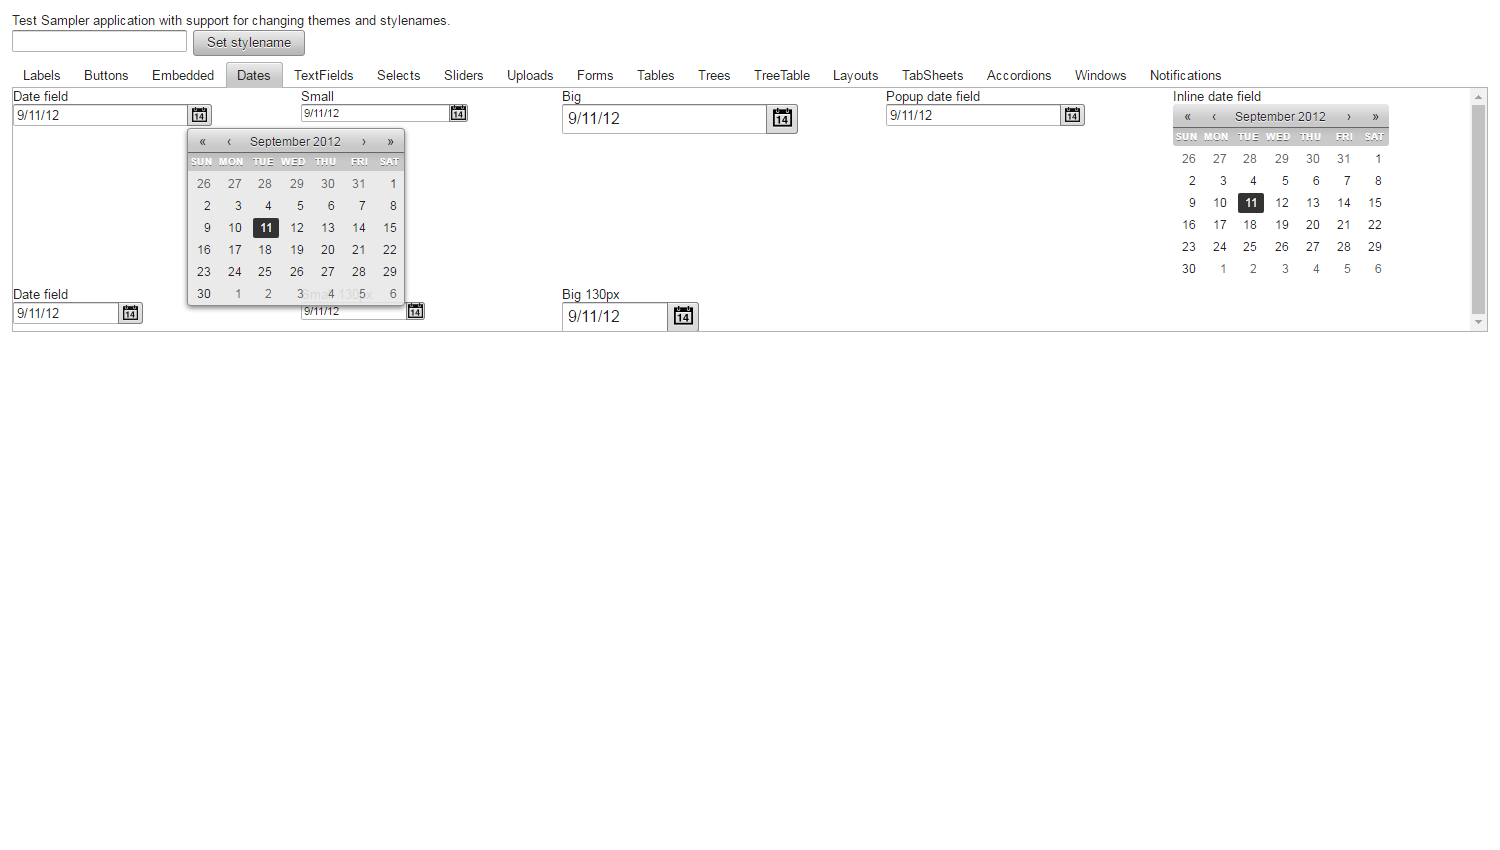 Test Sampler application with support for changing themes and stylenames.
Set stylename
Labels Buttons Embedded Dates TextFields Selects Sliders Uploads Forms Tables Trees TreeTable Layouts TabSheets Accordions Windows Notifications
Date field Small Big Popup date field Inline date field
9/11/12 14 9/11/12 14 9/11/12 14 9/11/12 14
« ‹ September 2012 › »
SUN MON TUE WED THU FRI SAT
26 27 28 29 30 31 1
2 3 4 5 6 7 8
9 10 11 12 13 14 15
16 17 18 19 20 21 22
23 24 25 26 27 28 29
30 1 2 3 4 5 6
« ‹ September 2012 › »
SUN MON TUE WED THU FRI SAT
26 27 28 29 30 31 1
2 3 4 5 6 7 8
9 10 11 12 13 14 15
16 17 18 19 20 21 22
23 24 25 26 27 28 29
30 1 2 3 4 5 6
Date field Small 130px Big 130px
9/11/12 14 9/11/12 14 9/11/12 14